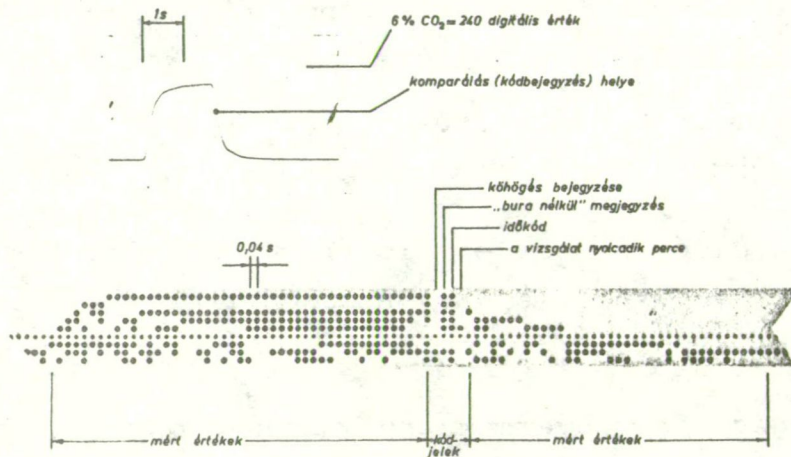 1s
6% CO₂=240 digitális érték
komparálás (kódbejegyzés) helye
köhögés bejegyzése
„bura nélkül" megjegyzés
időkód
a vizsgálat nyolcadik perce
0,04 s
mért értékek
kód
jelek
mért értékek